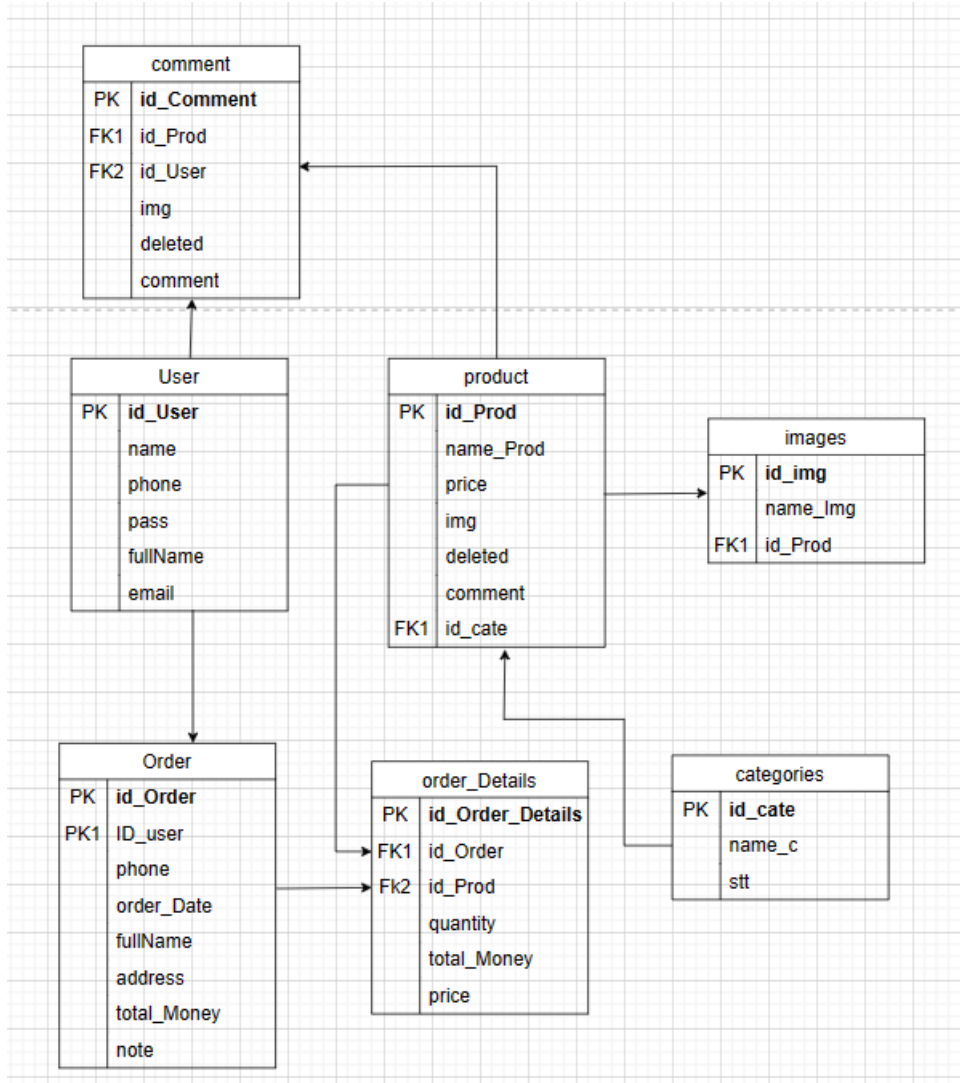 comment
PK id_Comment
FK1 id_Prod
FK2 id_User
img
deleted
comment
User
PK id_User
name
phone
pass
fullName
email
product
PK id_Prod
name_Prod
price
img
deleted
comment
FK1 id_cate
images
PK id_img
name_Img
FK1 id_Prod
Order
PK id_Order
PK1 ID_user
phone
order_Date
fullName
address
total_Money
note
order_Details
PK id_Order_Details
FK1 id_Order
Fk2 id_Prod
quantity
total_Money
price
categories
PK id_cate
name_c
stt